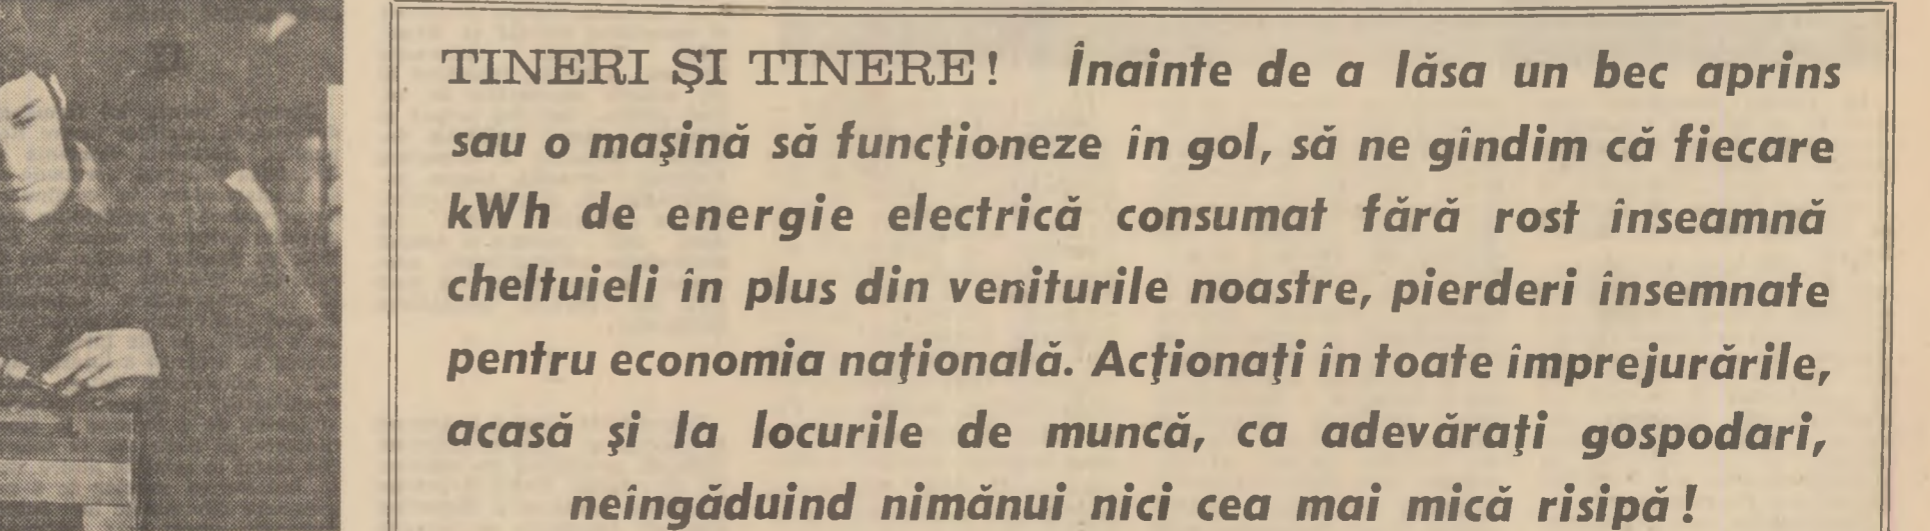 TINERI ŞI TINERE! Înainte de a lăsa un bec aprins
sau o maşină să funcţioneze în gol, să ne gîndim că fiecare
kWh de energie electrică consumat fără rost înseamnă
cheltuieli în plus din veniturile noastre, pierderi însemnate
pentru economia naţională. Acţionaţi în toate împrejurările,
acasă şi la locurile de muncă, ca adevăraţi gospodari,
neîngăduind nimănui nici cea mai mică risipă!